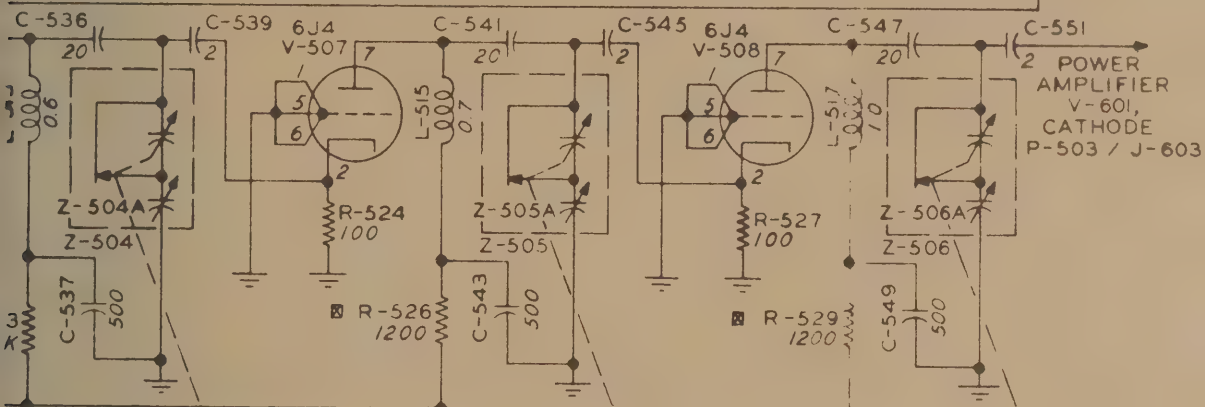 C-536
20
C-539
2
6J4
V-507
7
5
6
2
C-541
20
C-545
2
6J4
V-508
7
5
6
2
C-547
20
C-551
2
POWER
AMPLIFIER
V-601,
CATHODE
P-503 / J-603
0.6
L-515
0.7
L-517
1.0
Z-504A
Z-504
R-524
100
Z-505A
Z-505
R-527
100
Z-506A
Z-506
3
K
C-537
500
R-526
1200
C-543
500
R-529
1200
C-549
500